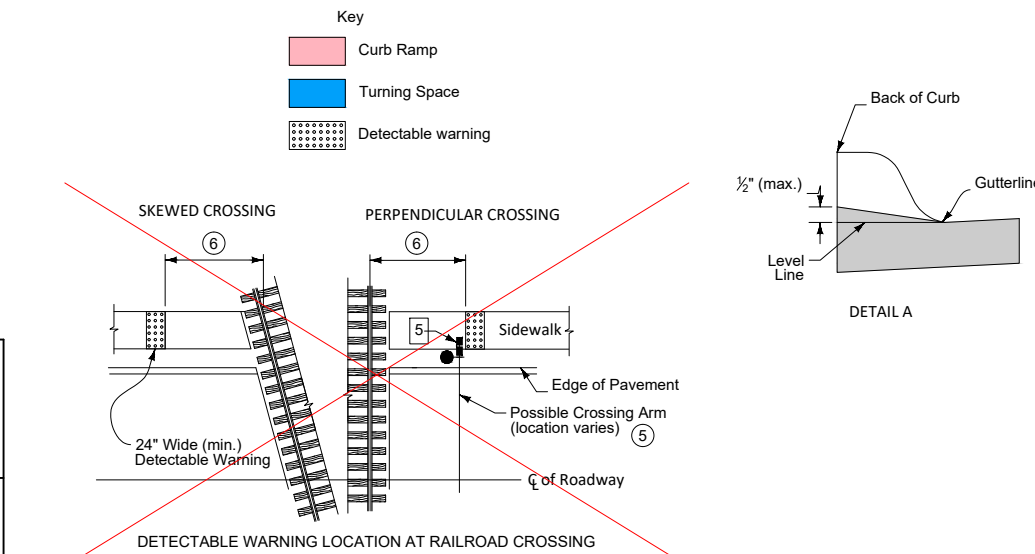 Key
Curb Ramp
Turning Space
Detectable warning
SKEWED CROSSING
PERPENDICULAR CROSSING
6
6
5
Sidewalk
Edge of Pavement
Possible Crossing Arm
(location varies) 5
24" Wide (min.)
Detectable Warning
℄ of Roadway
DETECTABLE WARNING LOCATION AT RAILROAD CROSSING
Back of Curb
½" (max.)
Gutterline
Level
Line
DETAIL A